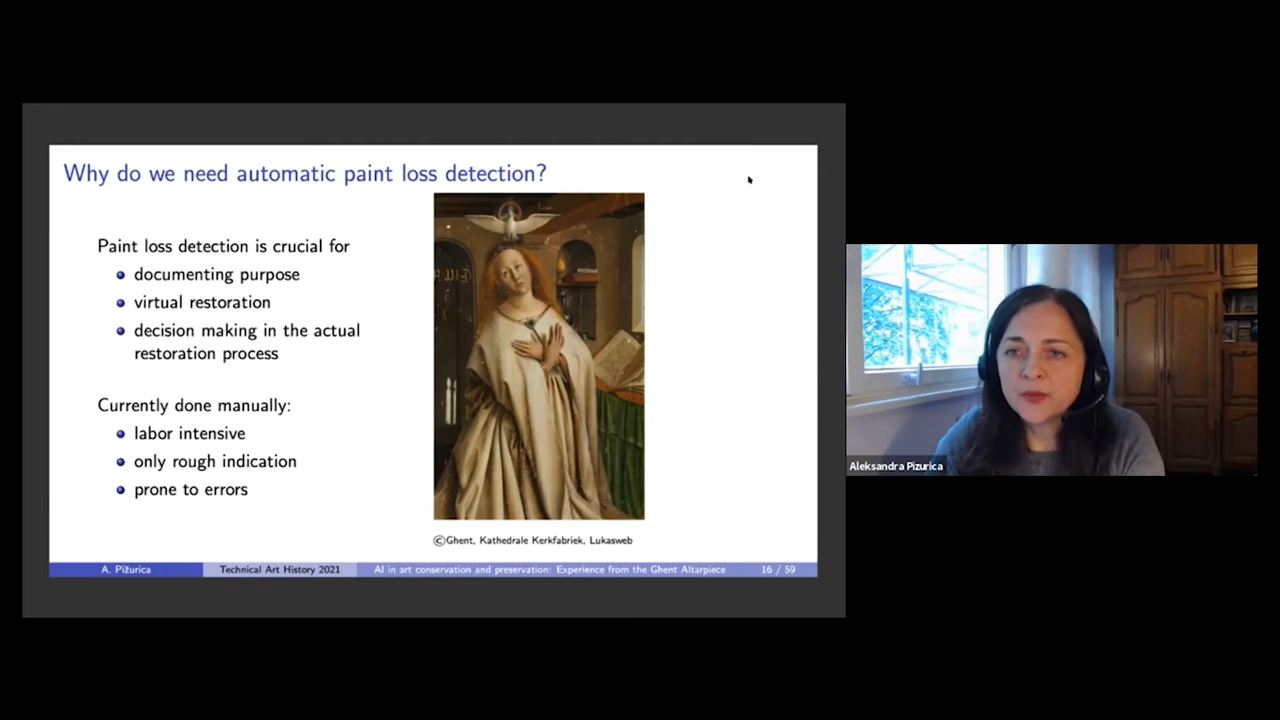 Why do we need automatic paint loss detection?
Paint loss detection is crucial for
documenting purpose
virtual restoration
decision making in the actual
restoration process
Currently done manually:
labor intensive
only rough indication
prone to errors
©Ghent, Kathedrale Kerkfabriek, Lukasweb
A. Pižurica Technical Art History 2021 AI in art conservation and preservation: Experience from the Ghent Altarpiece 16 / 59
Aleksandra Pizurica